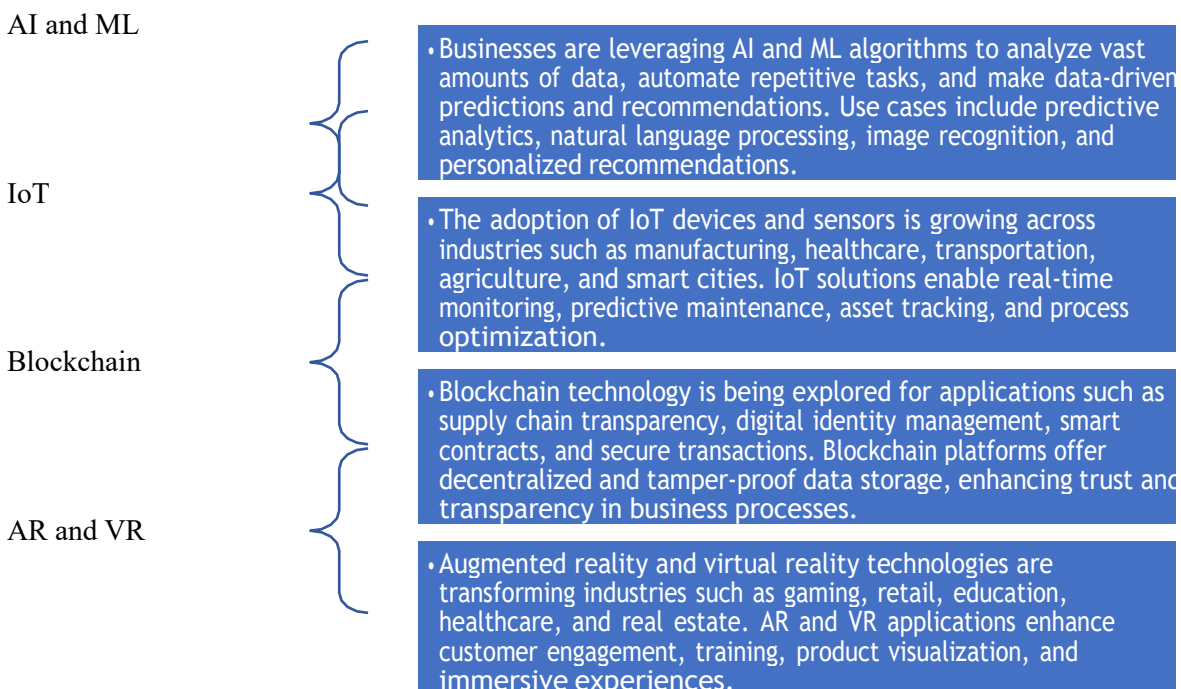 AI and ML
• Businesses are leveraging AI and ML algorithms to analyze vast
amounts of data, automate repetitive tasks, and make data-driven
predictions and recommendations. Use cases include predictive
analytics, natural language processing, image recognition, and
personalized recommendations.
IoT
• The adoption of IoT devices and sensors is growing across
industries such as manufacturing, healthcare, transportation,
agriculture, and smart cities. IoT solutions enable real-time
monitoring, predictive maintenance, asset tracking, and process
optimization.
Blockchain
• Blockchain technology is being explored for applications such as
supply chain transparency, digital identity management, smart
contracts, and secure transactions. Blockchain platforms offer
decentralized and tamper-proof data storage, enhancing trust and
transparency in business processes.
AR and VR
• Augmented reality and virtual reality technologies are
transforming industries such as gaming, retail, education,
healthcare, and real estate. AR and VR applications enhance
customer engagement, training, product visualization, and
immersive experiences.